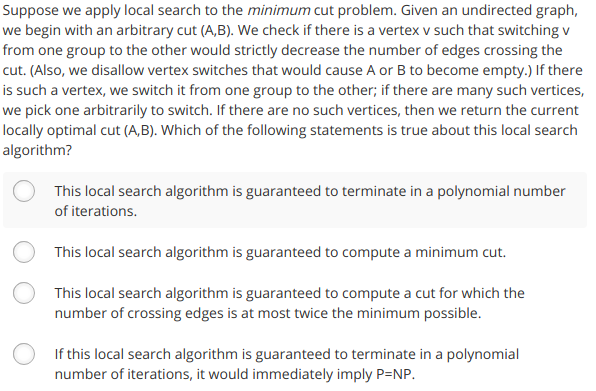 Suppose we apply local search to the minimum cut problem. Given an undirected graph,
we begin with an arbitrary cut (A,B). We check if there is a vertex v such that switching v
from one group to the other would strictly decrease the number of edges crossing the
cut. (Also, we disallow vertex switches that would cause A or B to become empty.) If there
is such a vertex, we switch it from one group to the other; if there are many such vertices,
we pick one arbitrarily to switch. If there are no such vertices, then we return the current
locally optimal cut (A,B). Which of the following statements is true about this local search
algorithm?
This local search algorithm is guaranteed to terminate in a polynomial number
of iterations.
This local search algorithm is guaranteed to compute a minimum cut.
This local search algorithm is guaranteed to compute a cut for which the
number of crossing edges is at most twice the minimum possible.
If this local search algorithm is guaranteed to terminate in a polynomial
number of iterations, it would immediately imply P=NP.